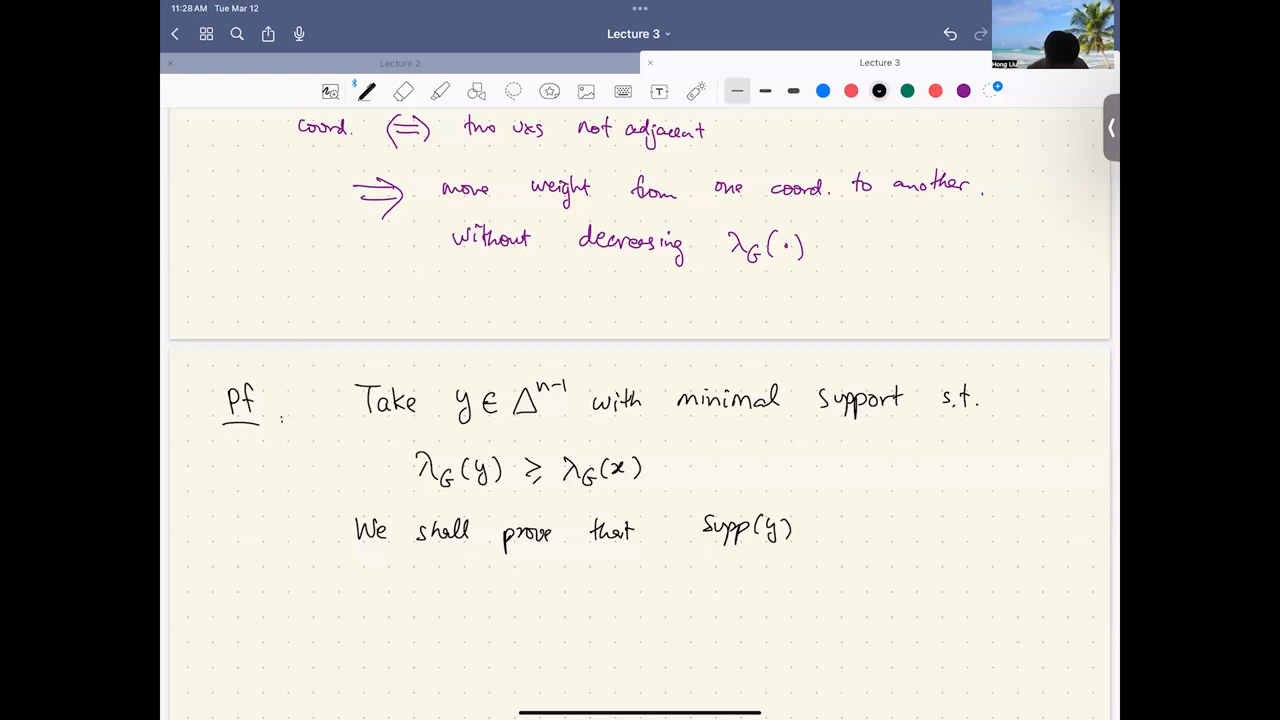 11:28 AM Tue Mar 12
Lecture 3
Lecture 2
Lecture 3
Hong Liu
coord. ⟺ two vxs not adjacent
⟹ move weight from one coord. to another.
without decreasing λ_G(·)
Pf : Take y ∈ Δ^{n-1} with minimal support s.t.
λ_G(y) ≥ λ_G(x)
We shall prove that supp(y)